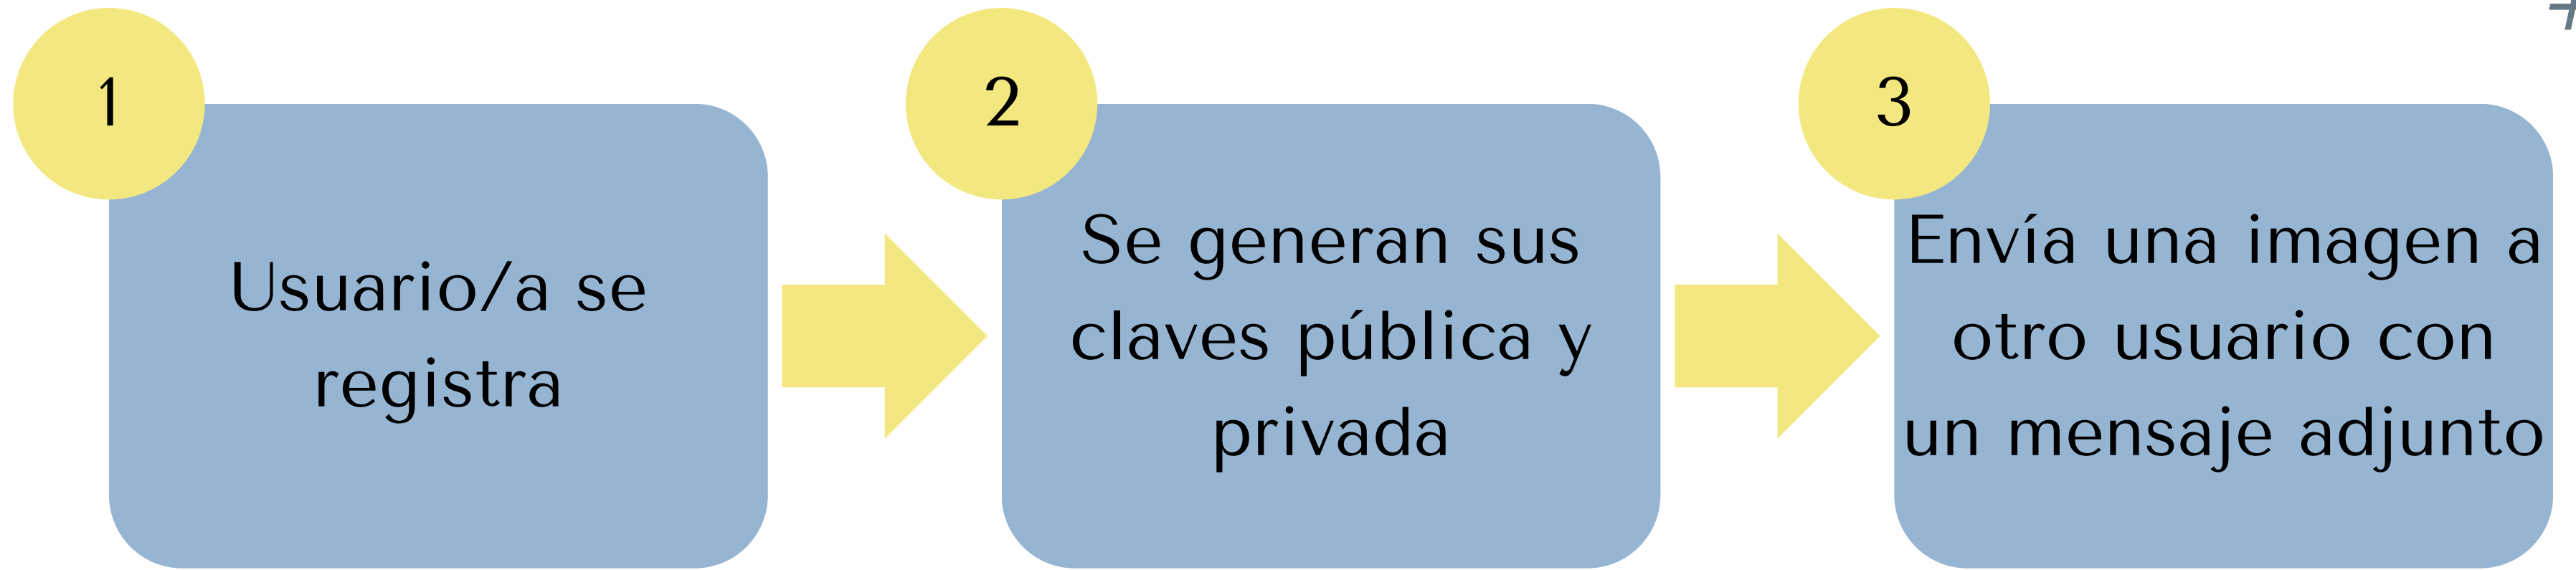 1
Usuario/a se
registra
2
Se generan sus
claves pública y
privada
3
Envía una imagen a
otro usuario con
un mensaje adjunto